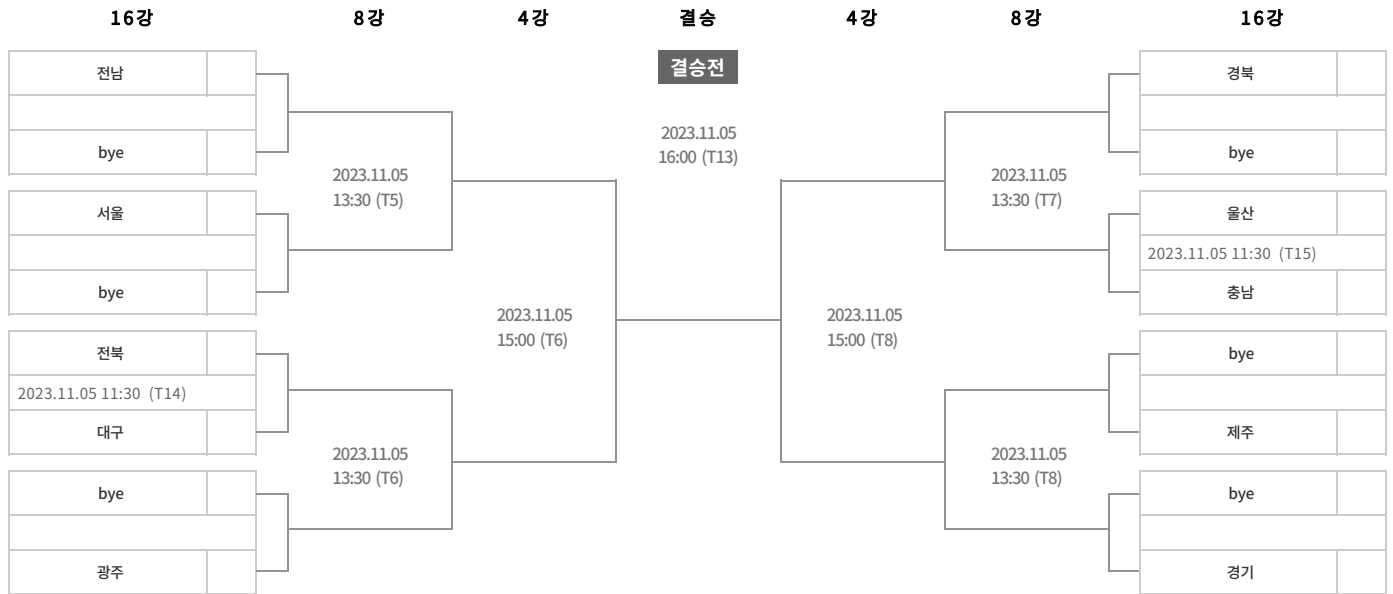 16강 8강 4강 결승 4강 8강 16강
결승전
2023.11.05
16:00 (T13)
전남
bye
2023.11.05
13:30 (T5)
서울
bye
2023.11.05
15:00 (T6)
전북
2023.11.05 11:30 (T14)
대구
2023.11.05
13:30 (T6)
bye
광주
경북
bye
2023.11.05
13:30 (T7)
울산
2023.11.05 11:30 (T15)
충남
2023.11.05
15:00 (T8)
bye
제주
2023.11.05
13:30 (T8)
bye
경기